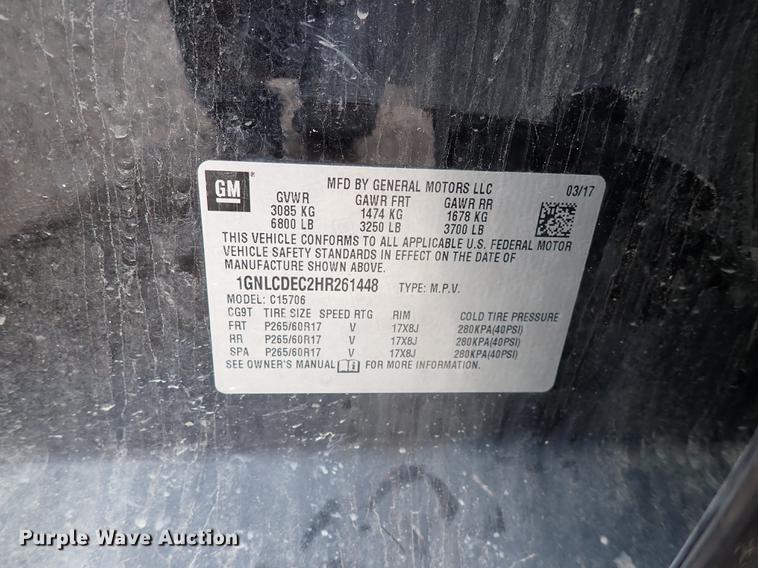 GM ®
MFD BY GENERAL MOTORS LLC 03/17
GVWR GAWR FRT GAWR RR
3085 KG 1474 KG 1678 KG
6800 LB 3250 LB 3700 LB
THIS VEHICLE CONFORMS TO ALL APPLICABLE U.S. FEDERAL MOTOR
VEHICLE SAFETY STANDARDS IN EFFECT ON THE DATE OF
MANUFACTURE SHOWN ABOVE.
1GNLCDEC2HR261448 TYPE: M.P.V.
MODEL: C15706
CG9T TIRE SIZE SPEED RTG RIM COLD TIRE PRESSURE
FRT P265/60R17 V 17X8J 280KPA(40PSI)
RR P265/60R17 V 17X8J 280KPA(40PSI)
SPA P265/60R17 V 17X8J 280KPA(40PSI)
SEE OWNER'S MANUAL FOR MORE INFORMATION.
Purple Wave Auction